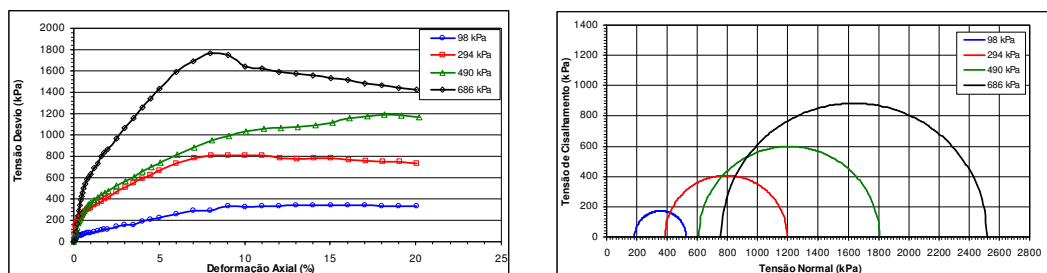 2000
1800
1600
1400
1200
1000
800
600
400
200
0
Tensão Desvio (kPa)
0
5
10
15
20
25
Deformação Axial (%)
98 kPa
294 kPa
490 kPa
686 kPa
1400
1200
1000
800
600
400
200
0
Tensão de Cisalhamento (kPa)
0 200 400 600 800 1000 1200 1400 1600 1800 2000 2200 2400 2600 2800
Tensão Normal (kPa)
98 kPa
294 kPa
490 kPa
686 kPa